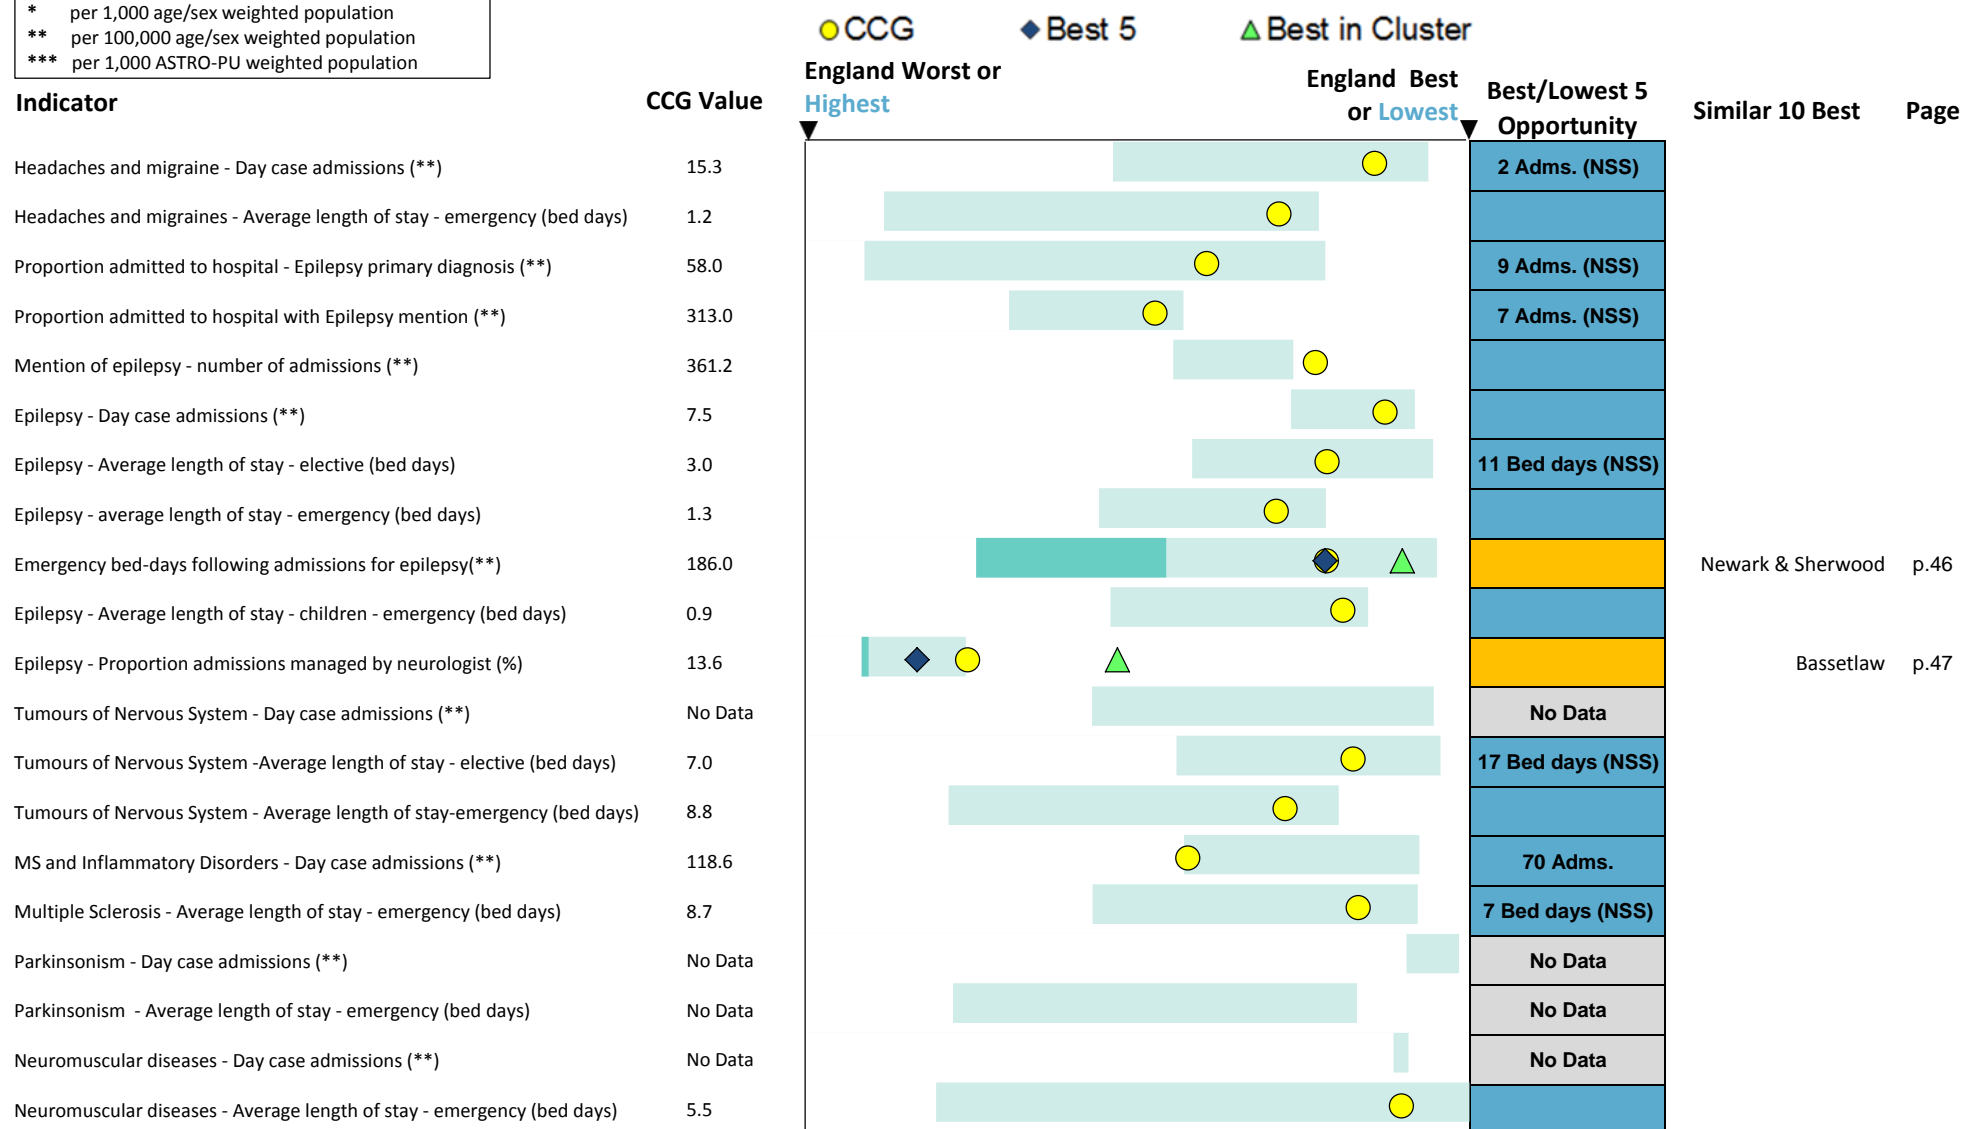 * per 1,000 age/sex weighted population
** per 100,000 age/sex weighted population
*** per 1,000 ASTRO-PU weighted population
CCG Best 5 Best in Cluster
Indicator CCG Value England Worst or Highest England Best or Lowest Best/Lowest 5 Opportunity Similar 10 Best Page
Headaches and migraine - Day case admissions (**) 15.3 2 Adms. (NSS)
Headaches and migraines - Average length of stay - emergency (bed days) 1.2
Proportion admitted to hospital - Epilepsy primary diagnosis (**) 58.0 9 Adms. (NSS)
Proportion admitted to hospital with Epilepsy mention (**) 313.0 7 Adms. (NSS)
Mention of epilepsy - number of admissions (**) 361.2
Epilepsy - Day case admissions (**) 7.5
Epilepsy - Average length of stay - elective (bed days) 3.0 11 Bed days (NSS)
Epilepsy - average length of stay - emergency (bed days) 1.3
Emergency bed-days following admissions for epilepsy(**) 186.0 Newark & Sherwood p.46
Epilepsy - Average length of stay - children - emergency (bed days) 0.9
Epilepsy - Proportion admissions managed by neurologist (%) 13.6 Bassetlaw p.47
Tumours of Nervous System - Day case admissions (**) No Data No Data
Tumours of Nervous System -Average length of stay - elective (bed days) 7.0 17 Bed days (NSS)
Tumours of Nervous System - Average length of stay-emergency (bed days) 8.8
MS and Inflammatory Disorders - Day case admissions (**) 118.6 70 Adms.
Multiple Sclerosis - Average length of stay - emergency (bed days) 8.7 7 Bed days (NSS)
Parkinsonism - Day case admissions (**) No Data No Data
Parkinsonism - Average length of stay - emergency (bed days) No Data No Data
Neuromuscular diseases - Day case admissions (**) No Data No Data
Neuromuscular diseases - Average length of stay - emergency (bed days) 5.5